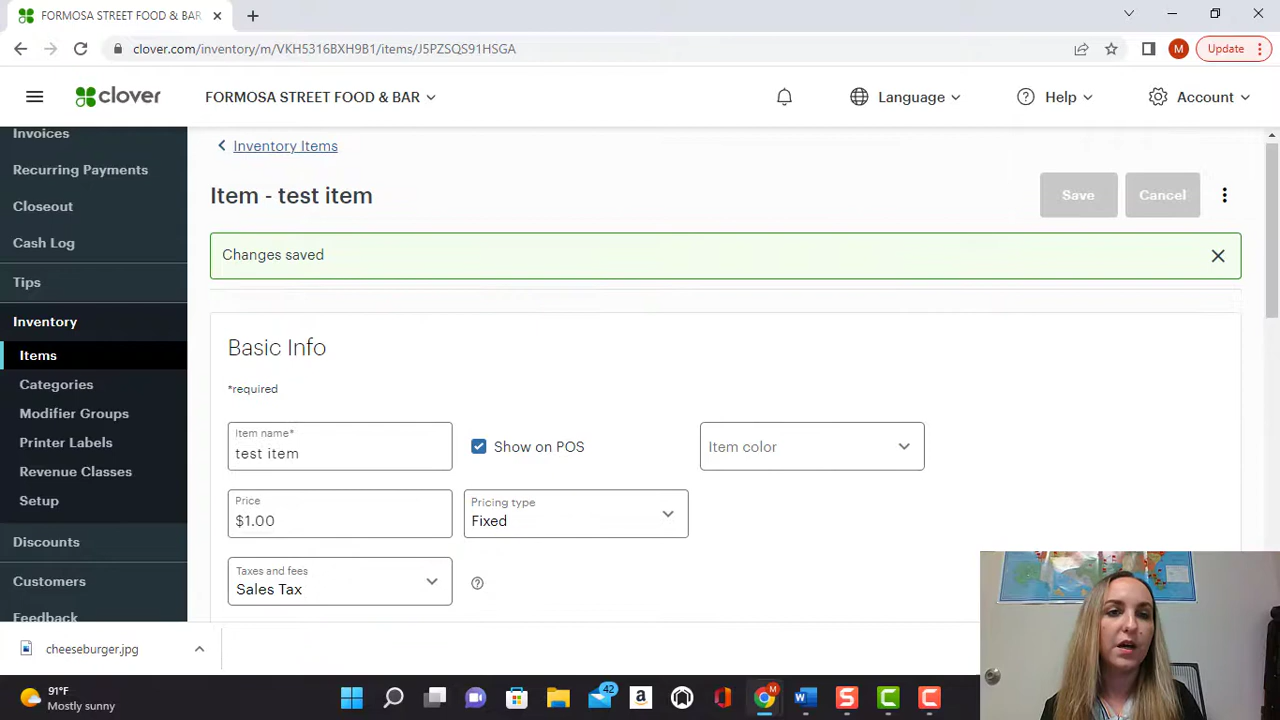 FORMOSA STREET FOOD & BAR
clover.com/inventory/m/VKH5316BXH9B1/items/J5PZSQS91HSGA
M
Update
clover
FORMOSA STREET FOOD & BAR
Language
Help
Account
Invoices
Recurring Payments
Closeout
Cash Log
Tips
Inventory
Items
Categories
Modifier Groups
Printer Labels
Revenue Classes
Setup
Discounts
Customers
Feedback
Inventory Items
Item - test item
Save
Cancel
Changes saved
Basic Info
*required
Item name*
test item
Show on POS
Item color
Price
$1.00
Pricing type
Fixed
Taxes and fees
Sales Tax
cheeseburger.jpg
91°F
Mostly sunny
42
M